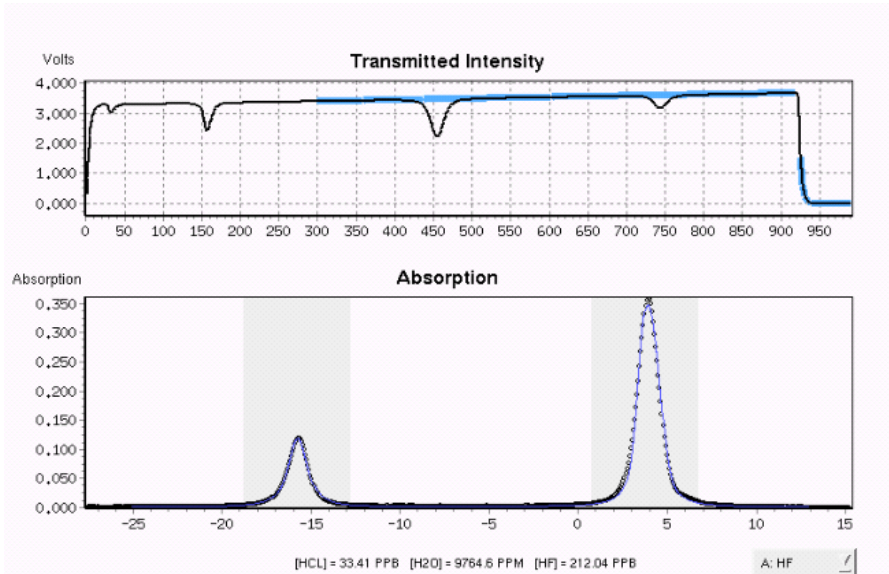 Transmitted Intensity
Volts
4.000
3.000
2.000
1.000
0.000
0 50 100 150 200 250 300 350 400 450 500 550 600 650 700 750 800 850 900 950
Absorption
Absorption
0.350
0.300
0.250
0.200
0.150
0.100
0.050
0.000
-25 -20 -15 -10 -5 0 5 10 15
[HCL] = 33.41 PPB [H2O] = 9764.6 PPM [HF] = 212.04 PPB
A: HF